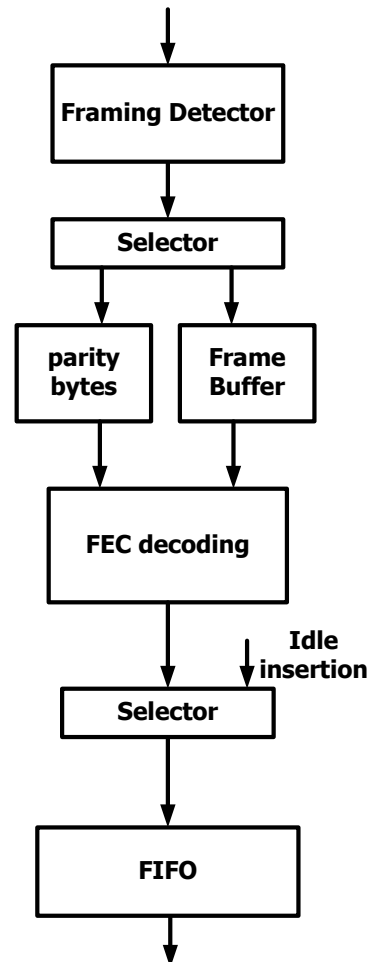 Framing Detector
Selector
parity
bytes
Frame
Buffer
FEC decoding
Idle
insertion
Selector
FIFO